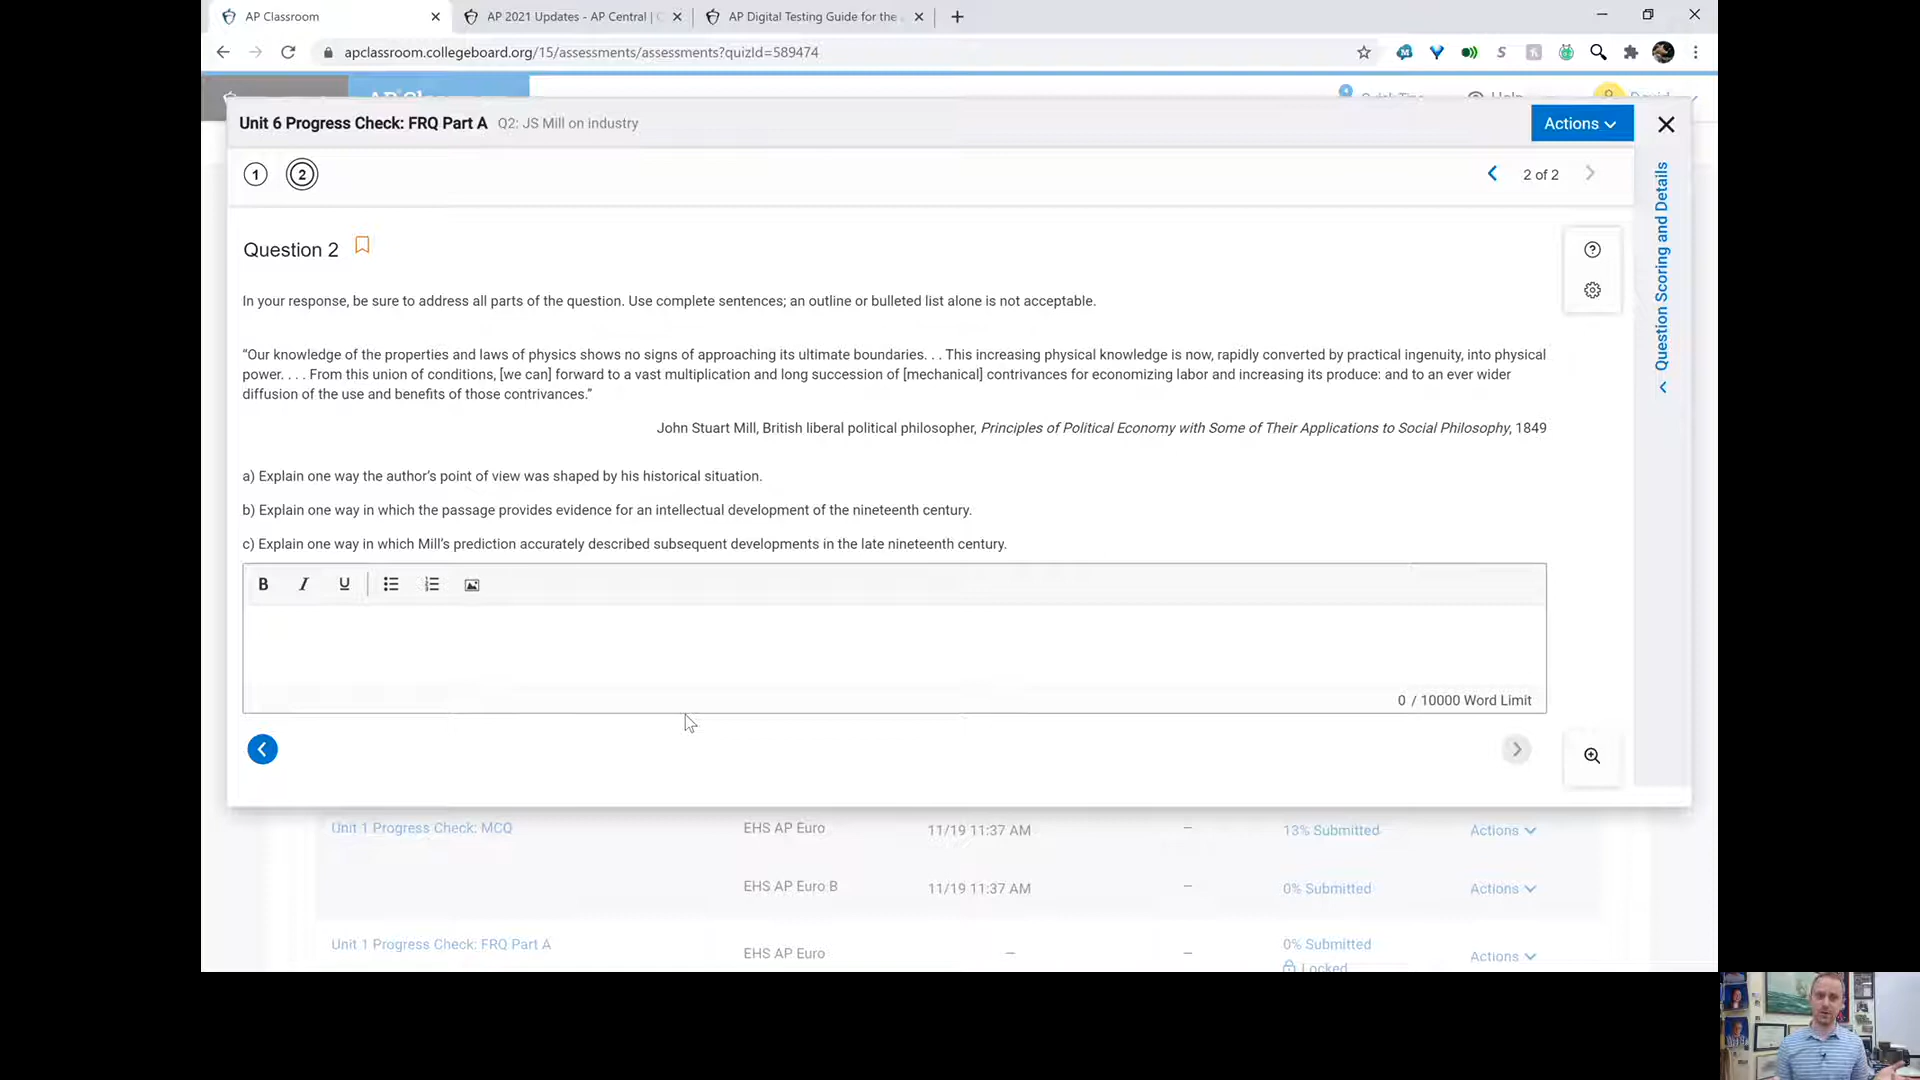 AP Classroom
AP 2021 Updates - AP Central |
AP Digital Testing Guide for the
apclassroom.collegeboard.org/15/assessments/assessments?quizId=589474
Help
David
Unit 6 Progress Check: FRQ Part A Q2: JS Mill on industry
Actions
1 2
2 of 2
Question Scoring and Details
Question 2
In your response, be sure to address all parts of the question. Use complete sentences; an outline or bulleted list alone is not acceptable.
“Our knowledge of the properties and laws of physics shows no signs of approaching its ultimate boundaries. . . This increasing physical knowledge is now, rapidly converted by practical ingenuity, into physical
power. . . . From this union of conditions, [we can] forward to a vast multiplication and long succession of [mechanical] contrivances for economizing labor and increasing its produce: and to an ever wider
diffusion of the use and benefits of those contrivances.”
John Stuart Mill, British liberal political philosopher, Principles of Political Economy with Some of Their Applications to Social Philosophy, 1849
a) Explain one way the author’s point of view was shaped by his historical situation.
b) Explain one way in which the passage provides evidence for an intellectual development of the nineteenth century.
c) Explain one way in which Mill’s prediction accurately described subsequent developments in the late nineteenth century.
B I U
0 / 10000 Word Limit
Unit 1 Progress Check: MCQ EHS AP Euro 11/19 11:37 AM — 13% Submitted Actions
EHS AP Euro B 11/19 11:37 AM — 0% Submitted Actions
Unit 1 Progress Check: FRQ Part A EHS AP Euro — — 0% Submitted Actions
Locked